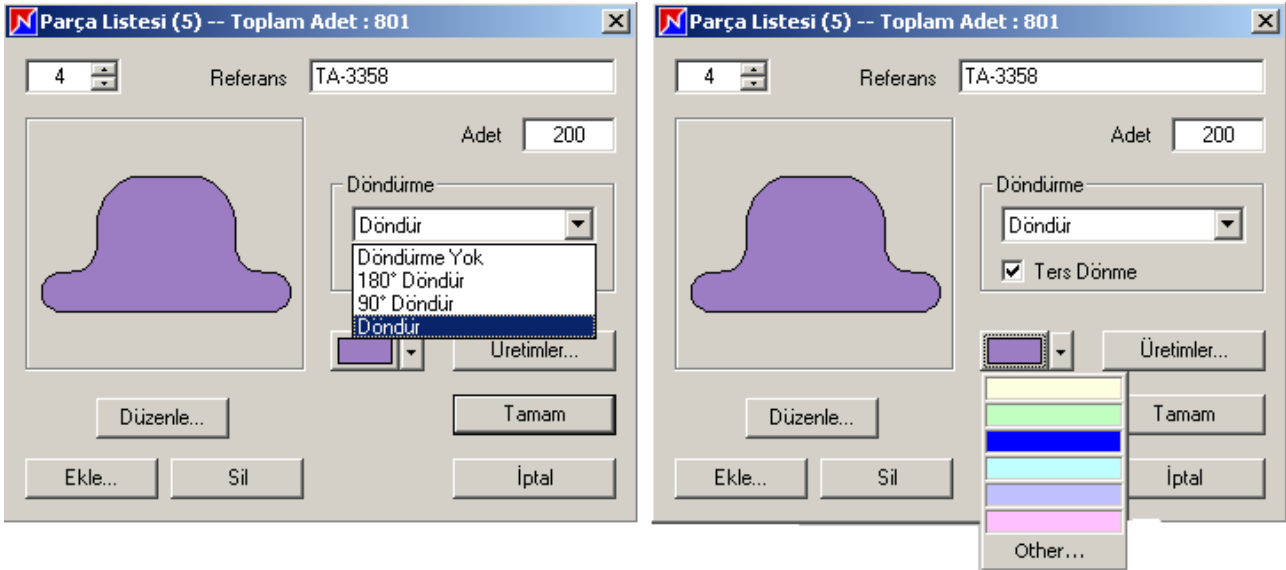 Parça Listesi (5) -- Toplam Adet : 801
4
Referans
TA-3358
Adet
200
Döndürme
Döndür
Döndürme Yok
180° Döndür
90° Döndür
Döndür
Üretimler...
Düzenle...
Tamam
Ekle...
Sil
İptal
Parça Listesi (5) -- Toplam Adet : 801
4
Referans
TA-3358
Adet
200
Döndürme
Döndür
Ters Dönme
Üretimler...
Düzenle...
Tamam
Ekle...
Sil
İptal
Other...